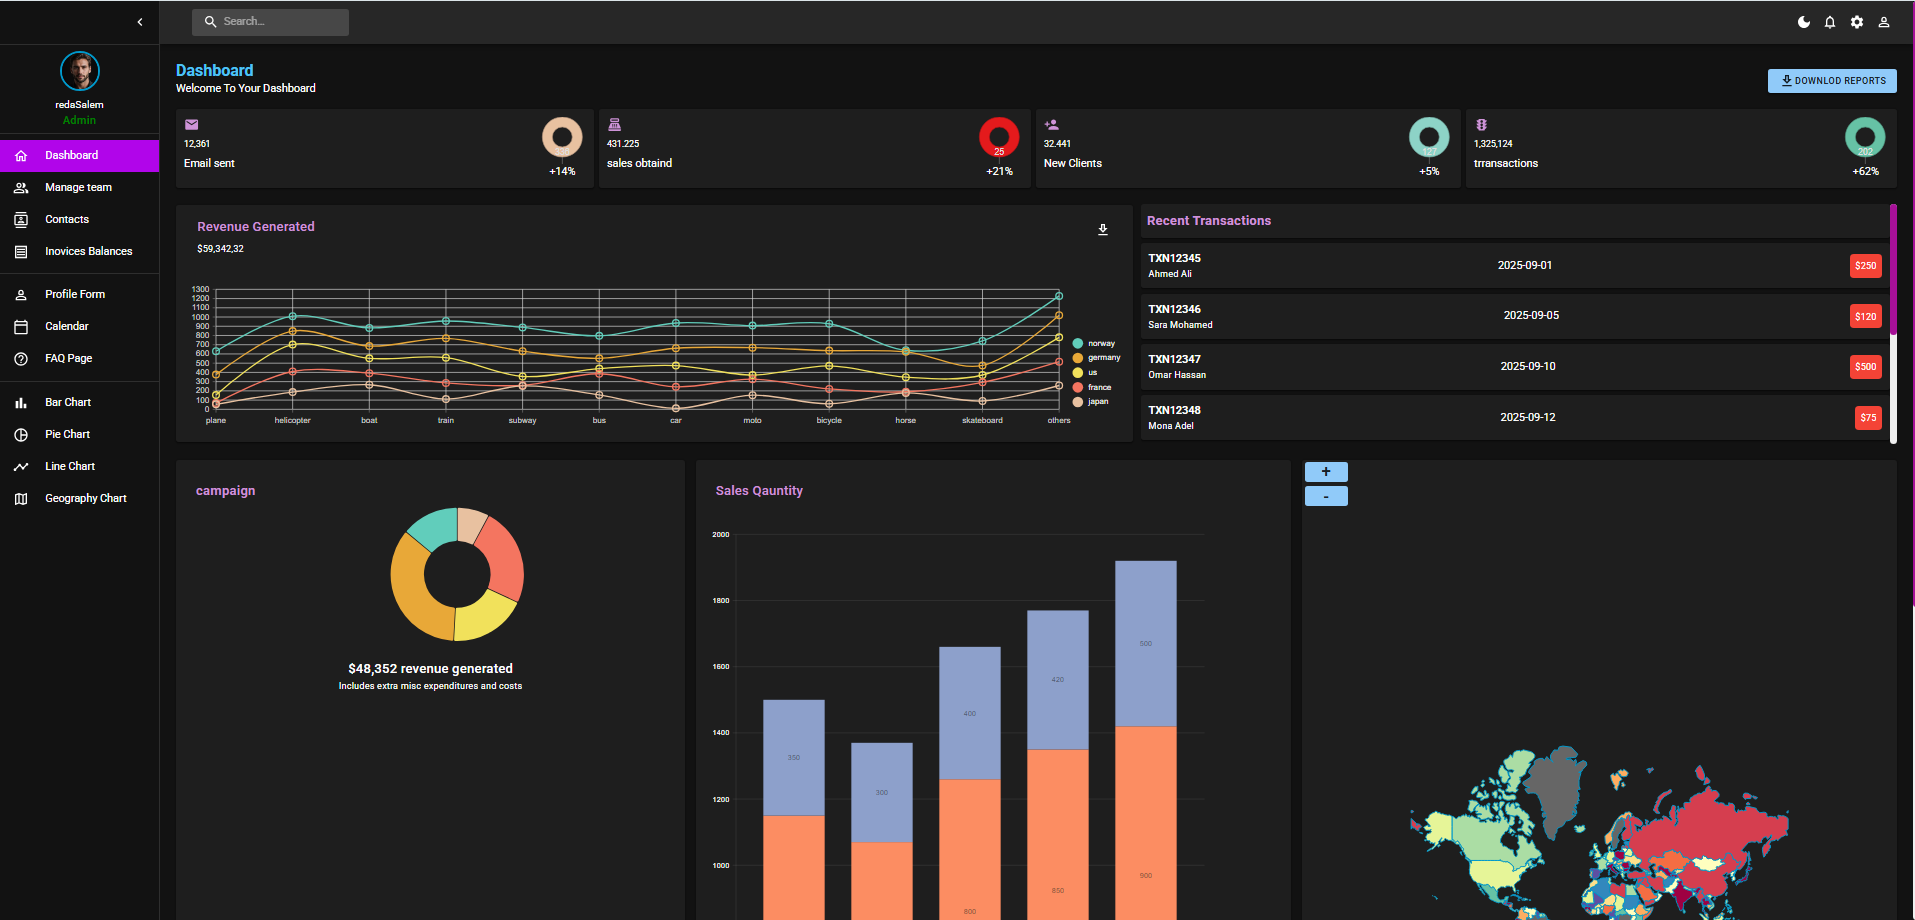 Search...
redaSalem
Admin
Dashboard
Manage team
Contacts
Inovices Balances
Profile Form
Calendar
FAQ Page
Bar Chart
Pie Chart
Line Chart
Geography Chart
Dashboard
Welcome To Your Dashboard
DOWNLOD REPORTS
12,361
Email sent
+14%
431.225
sales obtaind
25
+21%
32.441
New Clients
127
+5%
1,325,124
trransactions
202
+62%
Revenue Generated
$59,342,32
1300
1200
1100
1000
900
800
700
600
500
400
300
200
100
0
plane helicopter boat train subway bus car moto bicycle horse skateboard others
norway
germany
us
france
japan
Recent Transactions
TXN12345
Ahmed Ali
2025-09-01
$250
TXN12346
Sara Mohamed
2025-09-05
$120
TXN12347
Omar Hassan
2025-09-10
$500
TXN12348
Mona Adel
2025-09-12
$75
campaign
$48,352 revenue generated
Includes extra misc expenditures and costs
Sales Qauntity
2000
1800
1600
1400
1200
1000
350
300
400
420
500
800
850
900
+
-